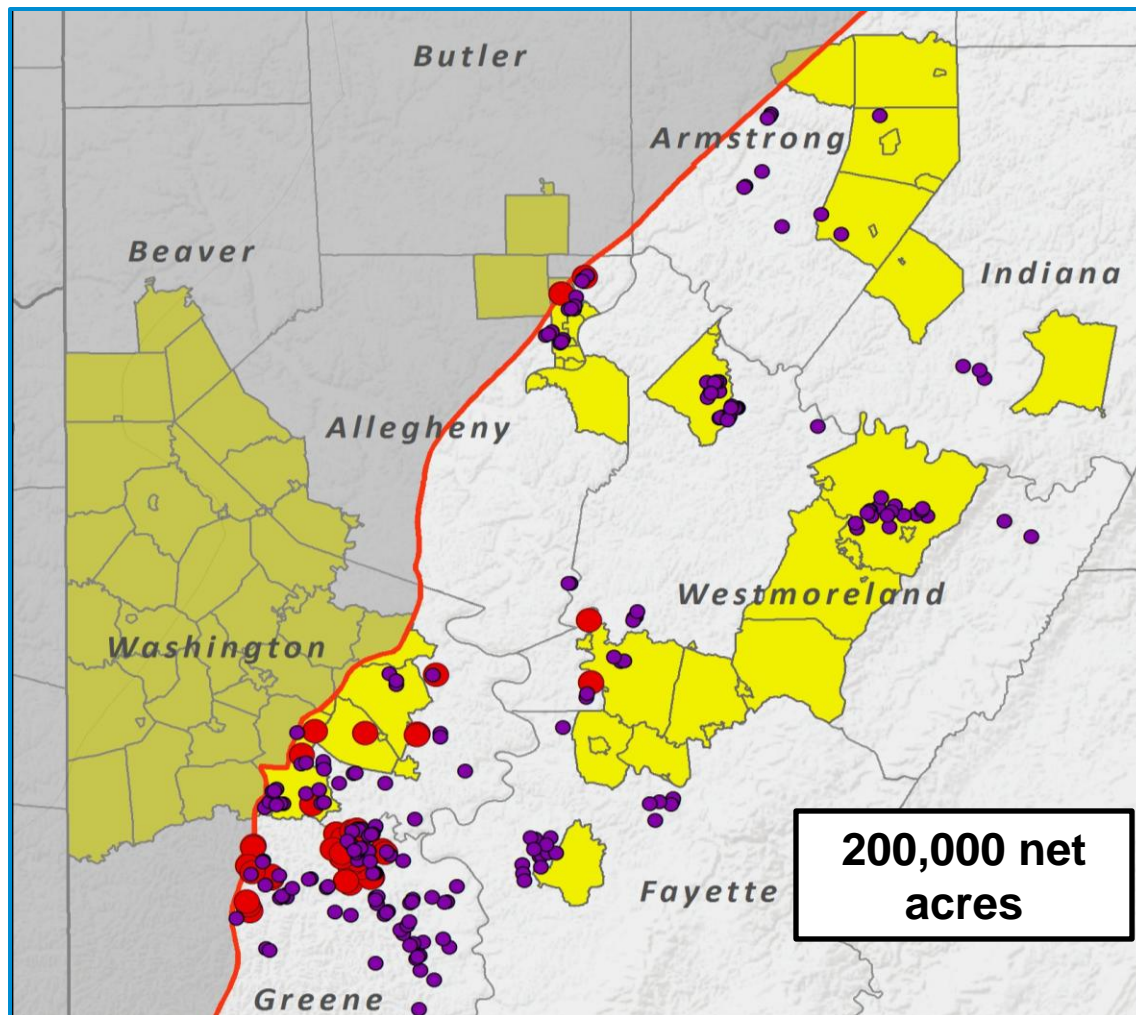 Butler
Armstrong
Beaver
Indiana
Allegheny
Westmoreland
Washington
200,000 net
acres
Fayette
Greene